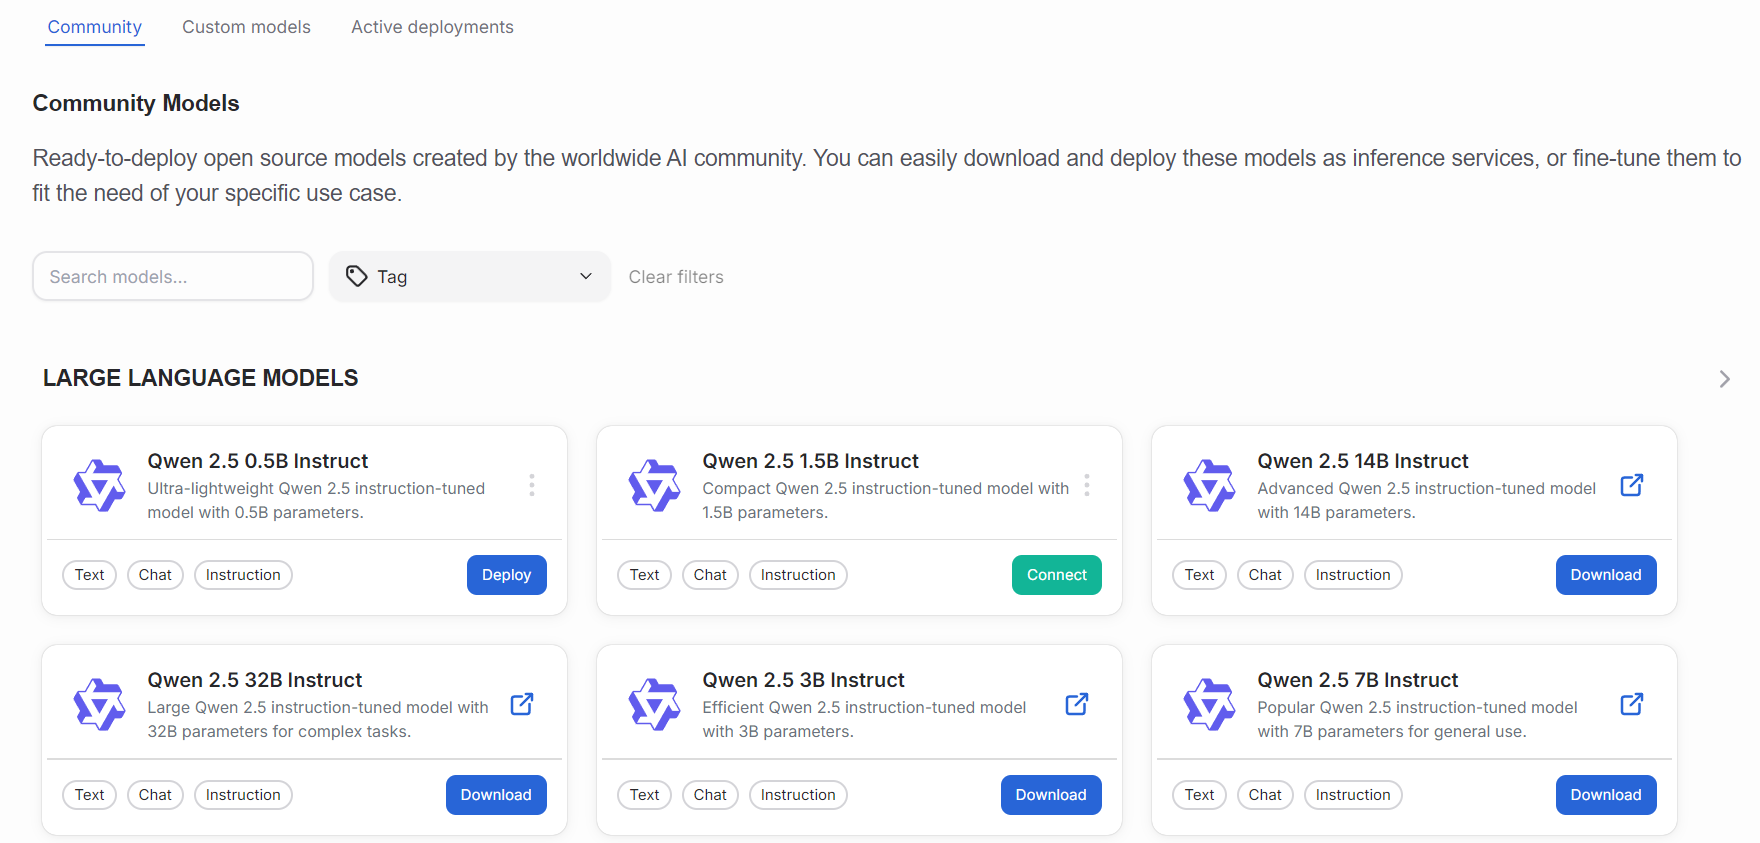 Community
Custom models
Active deployments
Community Models
Ready-to-deploy open source models created by the worldwide AI community. You can easily download and deploy these models as inference services, or fine-tune them to
fit the need of your specific use case.
Search models...
Tag
Clear filters
LARGE LANGUAGE MODELS
Qwen 2.5 0.5B Instruct
Ultra-lightweight Qwen 2.5 instruction-tuned
model with 0.5B parameters.
Text
Chat
Instruction
Deploy
Qwen 2.5 1.5B Instruct
Compact Qwen 2.5 instruction-tuned model with
1.5B parameters.
Text
Chat
Instruction
Connect
Qwen 2.5 14B Instruct
Advanced Qwen 2.5 instruction-tuned model
with 14B parameters.
Text
Chat
Instruction
Download
Qwen 2.5 32B Instruct
Large Qwen 2.5 instruction-tuned model with
32B parameters for complex tasks.
Text
Chat
Instruction
Download
Qwen 2.5 3B Instruct
Efficient Qwen 2.5 instruction-tuned model
with 3B parameters.
Text
Chat
Instruction
Download
Qwen 2.5 7B Instruct
Popular Qwen 2.5 instruction-tuned model
with 7B parameters for general use.
Text
Chat
Instruction
Download